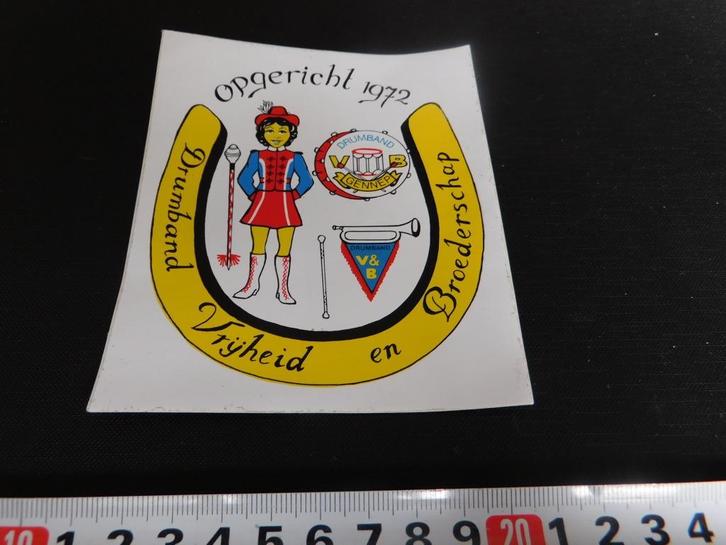 Opgericht 1972
Drumband Vrijheid en Broederschap
DRUMBAND
V B
GENNEP
DRUMBAND
V&
B
10 1 2 3 4 5 6 7 8 9 20 1 2 3 4